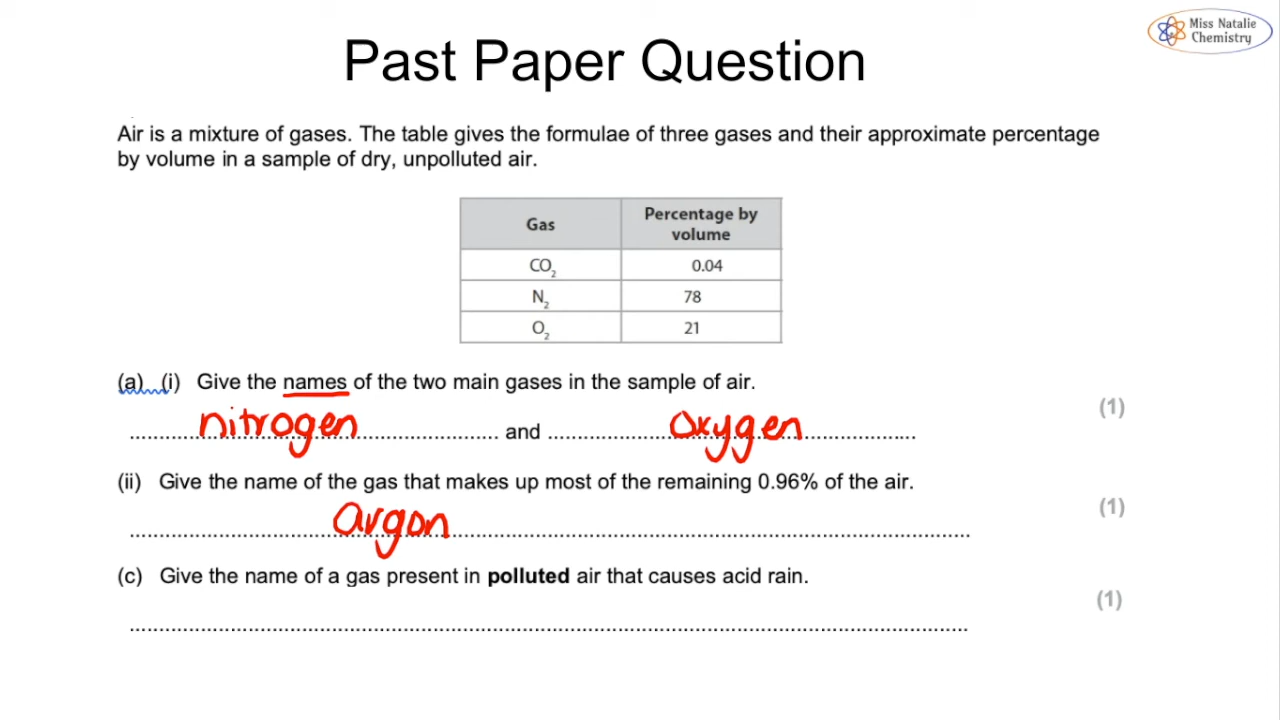 Miss Natalie
Chemistry
Past Paper Question
Air is a mixture of gases. The table gives the formulae of three gases and their approximate percentage
by volume in a sample of dry, unpolluted air.
Gas Percentage by volume
CO₂ 0.04
N₂ 78
O₂ 21
(a) (i) Give the names of the two main gases in the sample of air.
(1)
nitrogen and oxygen
(ii) Give the name of the gas that makes up most of the remaining 0.96% of the air.
(1)
argon
(c) Give the name of a gas present in polluted air that causes acid rain.
(1)